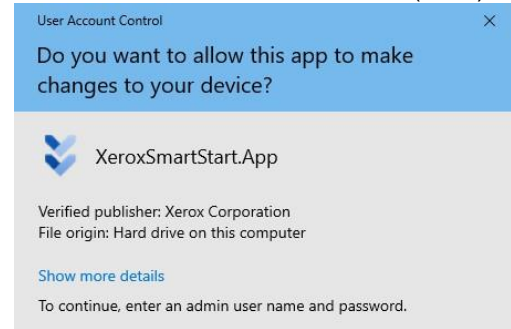 User Account Control
Do you want to allow this app to make
changes to your device?
XeroxSmartStart.App
Verified publisher: Xerox Corporation
File origin: Hard drive on this computer
Show more details
To continue, enter an admin user name and password.